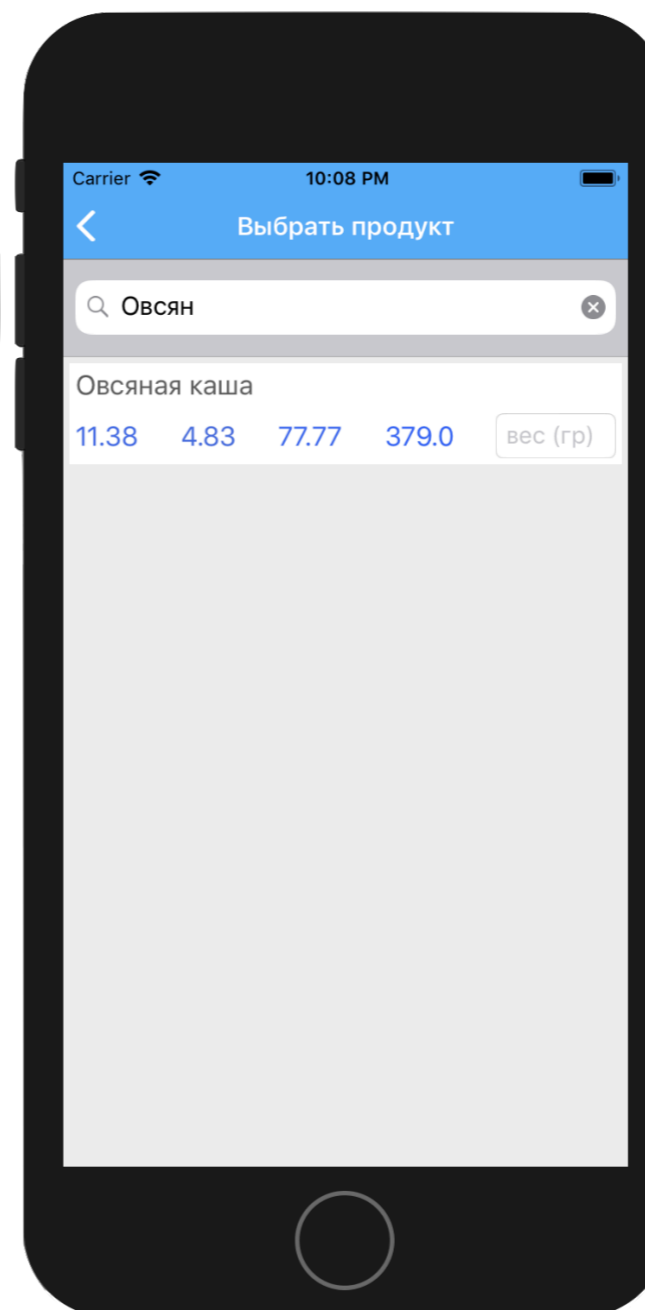 Carrier 10:08 PM
Выбрать продукт
Овсян
Овсяная каша
11.38 4.83 77.77 379.0 вес (гр)